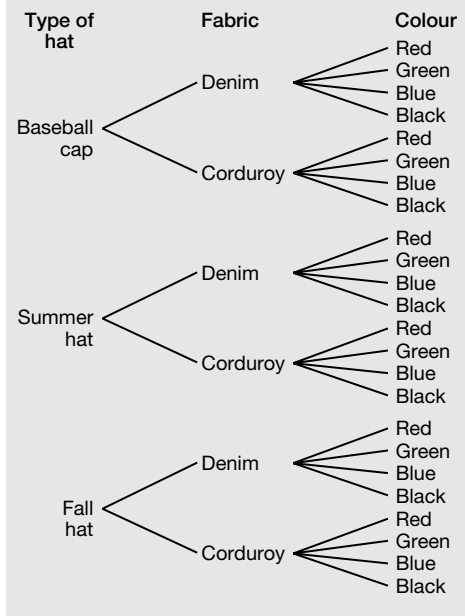 Type of hat Fabric Colour
Red
Green
Denim
Blue
Black
Baseball cap
Red
Green
Corduroy
Blue
Black
Red
Green
Denim
Blue
Black
Summer hat
Red
Green
Corduroy
Blue
Black
Red
Green
Denim
Blue
Black
Fall hat
Red
Green
Corduroy
Blue
Black